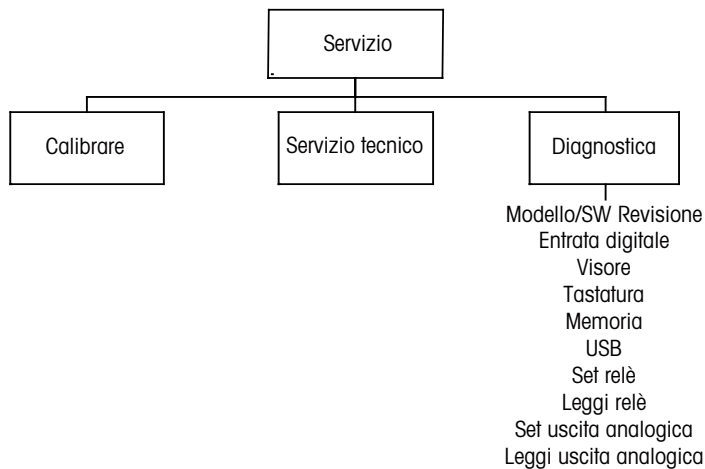 Servizio
Calibrare
Servizio tecnico
Diagnostica
Modello/SW Revisione
Entrata digitale
Visore
Tastatura
Memoria
USB
Set relè
Leggi relè
Set uscita analogica
Leggi uscita analogica